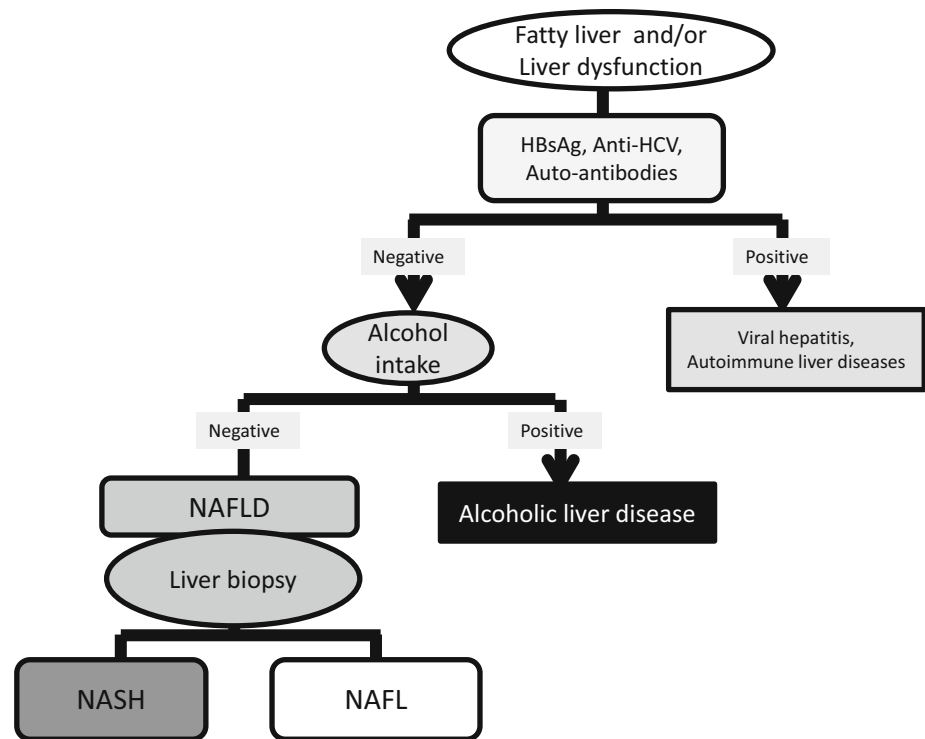 Fatty liver and/or
Liver dysfunction
HBsAg, Anti-HCV,
Auto-antibodies
Negative
Positive
Alcohol
intake
Viral hepatitis,
Autoimmune liver diseases
Negative
Positive
NAFLD
Alcoholic liver disease
Liver biopsy
NASH
NAFL